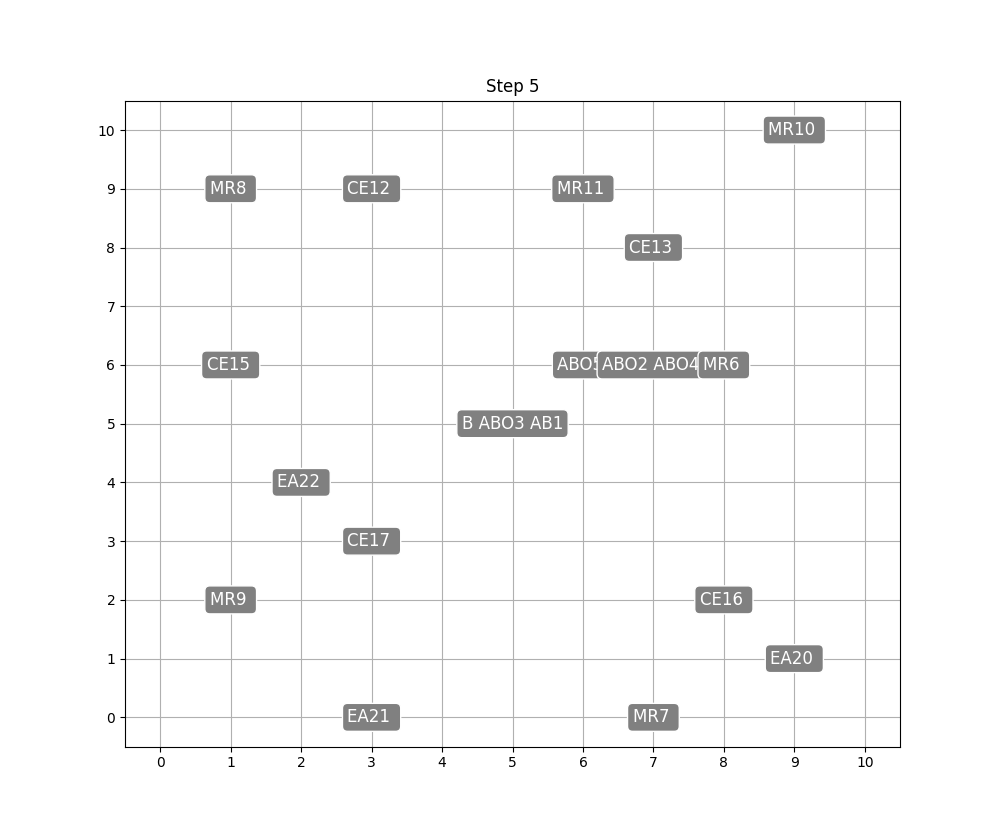 Step 5
10
MR10
9
MR8 CE12 MR11
8
CE13
7
6
CE15 ABO5 ABO2 ABO4 MR6
5
B ABO3 AB1
4
EA22
3
CE17
2
MR9 CE16
1
EA20
0
EA21 MR7
0 1 2 3 4 5 6 7 8 9 10